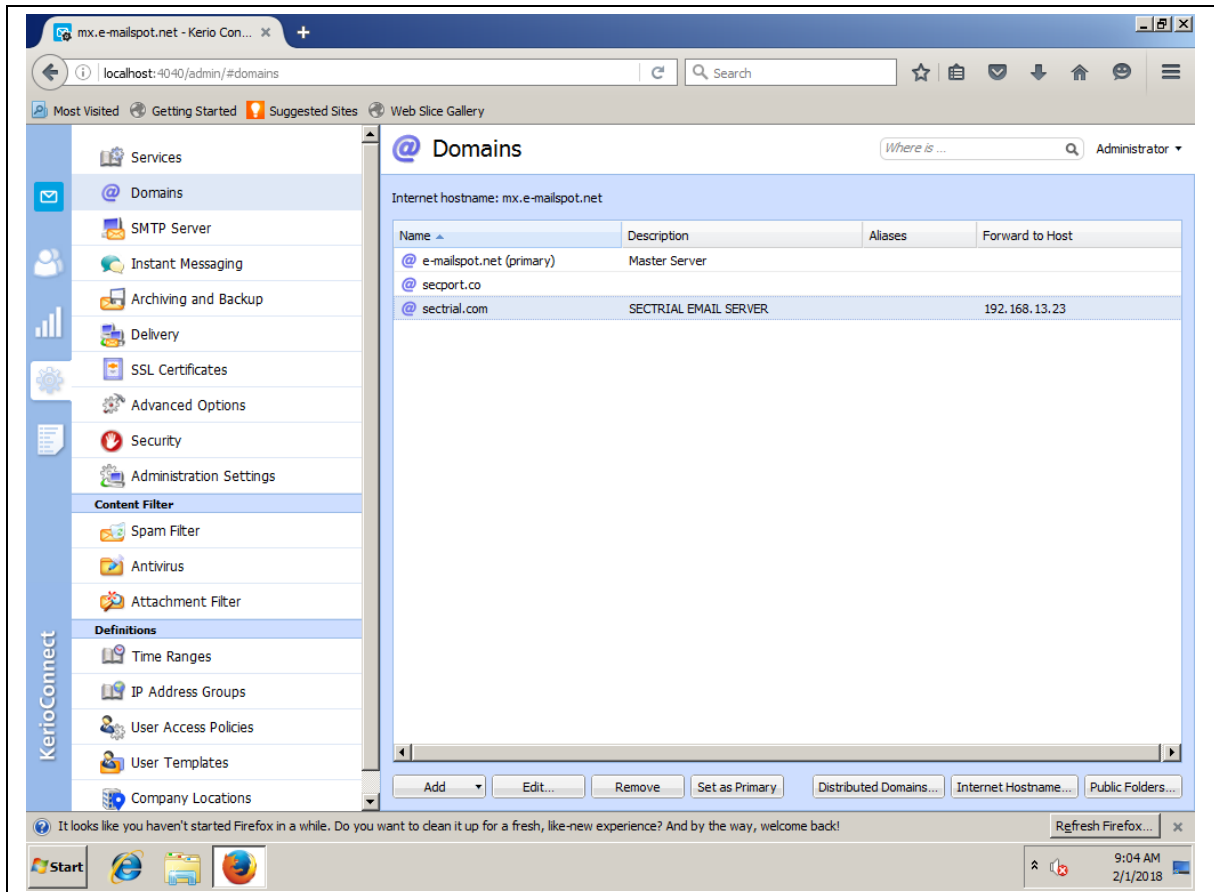 mx.e-mailspot.net - Kerio Con...
localhost:4040/admin/#domains
Search
Most Visited Getting Started Suggested Sites Web Slice Gallery
Services
Domains
SMTP Server
Instant Messaging
Archiving and Backup
Delivery
SSL Certificates
Advanced Options
Security
Administration Settings
Content Filter
Spam Filter
Antivirus
Attachment Filter
Definitions
Time Ranges
IP Address Groups
User Access Policies
User Templates
Company Locations
KerioConnect
Domains
Where is ...
Administrator
Internet hostname: mx.e-mailspot.net
Name Description Aliases Forward to Host
e-mailspot.net (primary) Master Server
secport.co
sectrial.com SECTRIAL EMAIL SERVER 192.168.13.23
Add Edit... Remove Set as Primary Distributed Domains... Internet Hostname... Public Folders...
It looks like you haven't started Firefox in a while. Do you want to clean it up for a fresh, like-new experience? And by the way, welcome back! Refresh Firefox...
Start
9:04 AM
2/1/2018